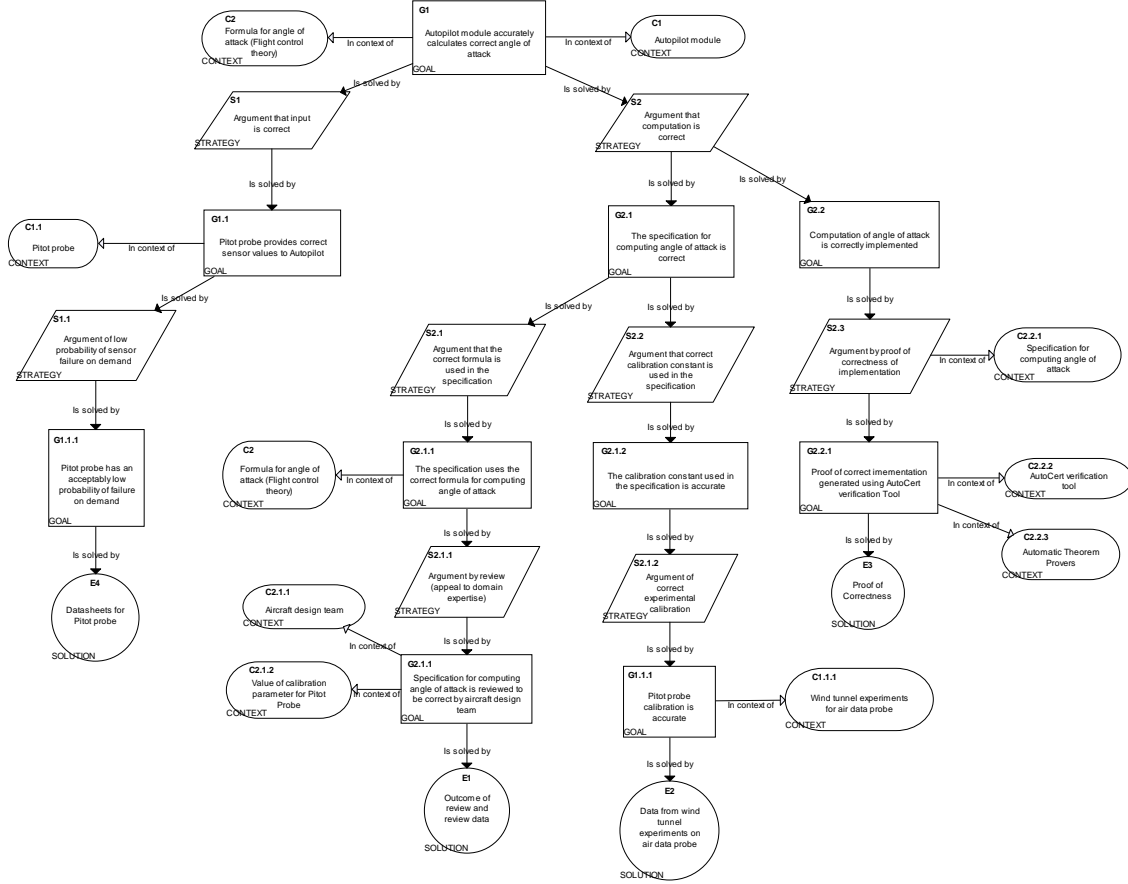 C2
Formula for angle of
attack (Flight control
theory)
CONTEXT
In context of
G1
Autopilot module accurately
calculates correct angle of
attack
GOAL
In context of
C1
Autopilot module
CONTEXT
Is solved by
Is solved by
S1
Argument that input
is correct
STRATEGY
S2
Argument that
computation is
correct
STRATEGY
Is solved by
Is solved by
Is solved by
C1.1
Pitot probe
CONTEXT
In context of
G1.1
Pitot probe provides correct
sensor values to Autopilot
GOAL
G2.1
The specification for
computing angle of attack is
correct
GOAL
G2.2
Computation of angle of attack
is correctly implemented
GOAL
Is solved by
Is solved by
Is solved by
Is solved by
S1.1
Argument of low
probability of sensor
failure on demand
STRATEGY
S2.1
Argument that the
correct formula is
used in the
specification
STRATEGY
S2.2
Argument that correct
calibration constant is
used in the
specification
STRATEGY
S2.3
Argument by proof of
correctness of
implementation
STRATEGY
In context of
C2.2.1
Specification for
computing angle of
attack
CONTEXT
Is solved by
Is solved by
Is solved by
Is solved by
G1.1.1
Pitot probe has an
acceptably low
probability of failure
on demand
GOAL
C2
Formula for angle of
attack (Flight control
theory)
CONTEXT
In context of
G2.1.1
The specification uses the
correct formula for computing
angle of attack
GOAL
G2.1.2
The calibration constant used in
the specification is accurate
GOAL
G2.2.1
Proof of correct imementation
generated using AutoCert
verification Tool
GOAL
In context of
C2.2.2
AutoCert verification
tool
CONTEXT
In context of
C2.2.3
Automatic Theorem
Provers
CONTEXT
Is solved by
Is solved by
Is solved by
Is solved by
E4
Datasheets for
Pitot probe
SOLUTION
S2.1.1
Argument by review
(appeal to domain
expertise)
STRATEGY
S2.1.2
Argument of
correct
experimental
calibration
STRATEGY
E3
Proof of
Correctness
SOLUTION
C2.1.1
Aircraft design team
CONTEXT
In context of
Is solved by
Is solved by
C2.1.2
Value of calibration
parameter for Pitot
Probe
CONTEXT
In context of
G2.1.1
Specification for computing
angle of attack is reviewed to
be correct by aircraft design
team
GOAL
G1.1.1
Pitot probe
calibration is
accurate
GOAL
In context of
C1.1.1
Wind tunnel experiments
for air data probe
CONTEXT
Is solved by
Is solved by
E1
Outcome of
review and
review data
SOLUTION
E2
Data from wind
tunnel
experiments on
air data probe
SOLUTION